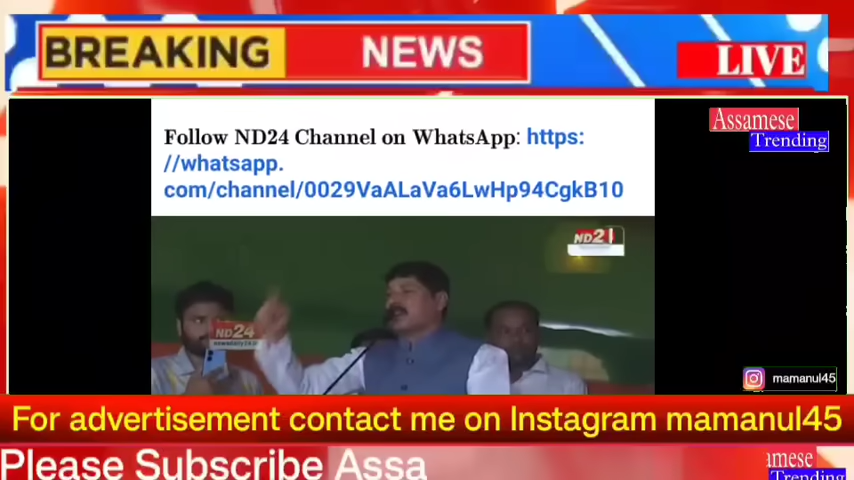 BREAKING NEWS
LIVE
Assamese
Trending
Follow ND24 Channel on WhatsApp: https:
//whatsapp.
com/channel/0029VaALaVa6LwHp94CgkB10
ND24
ND24
mamanul45
For advertisement contact me on Instagram mamanul45
Please Subscribe Assa
amese
Trending